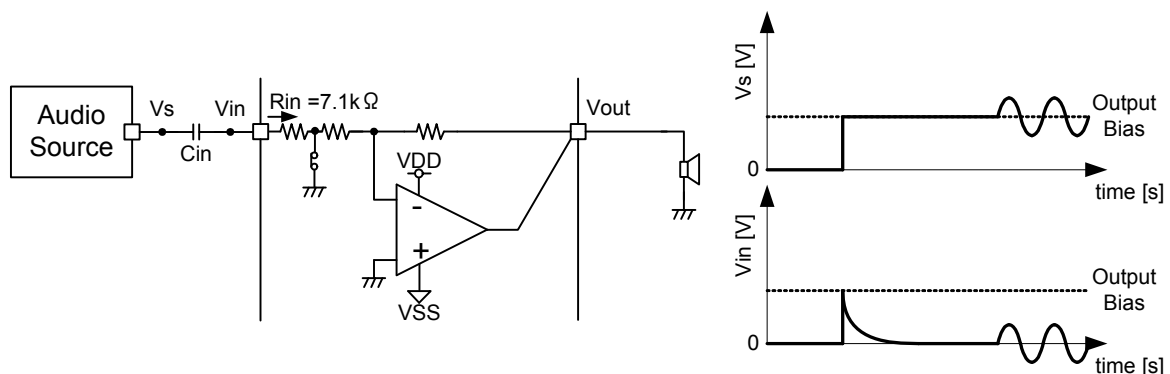 Audio
Source
Vs
Cin
Vin
Rin =7.1kΩ
VDD
-
+
VSS
Vout
Vs [V]
0
Output
Bias
time [s]
Vin [V]
0
Output
Bias
time [s]